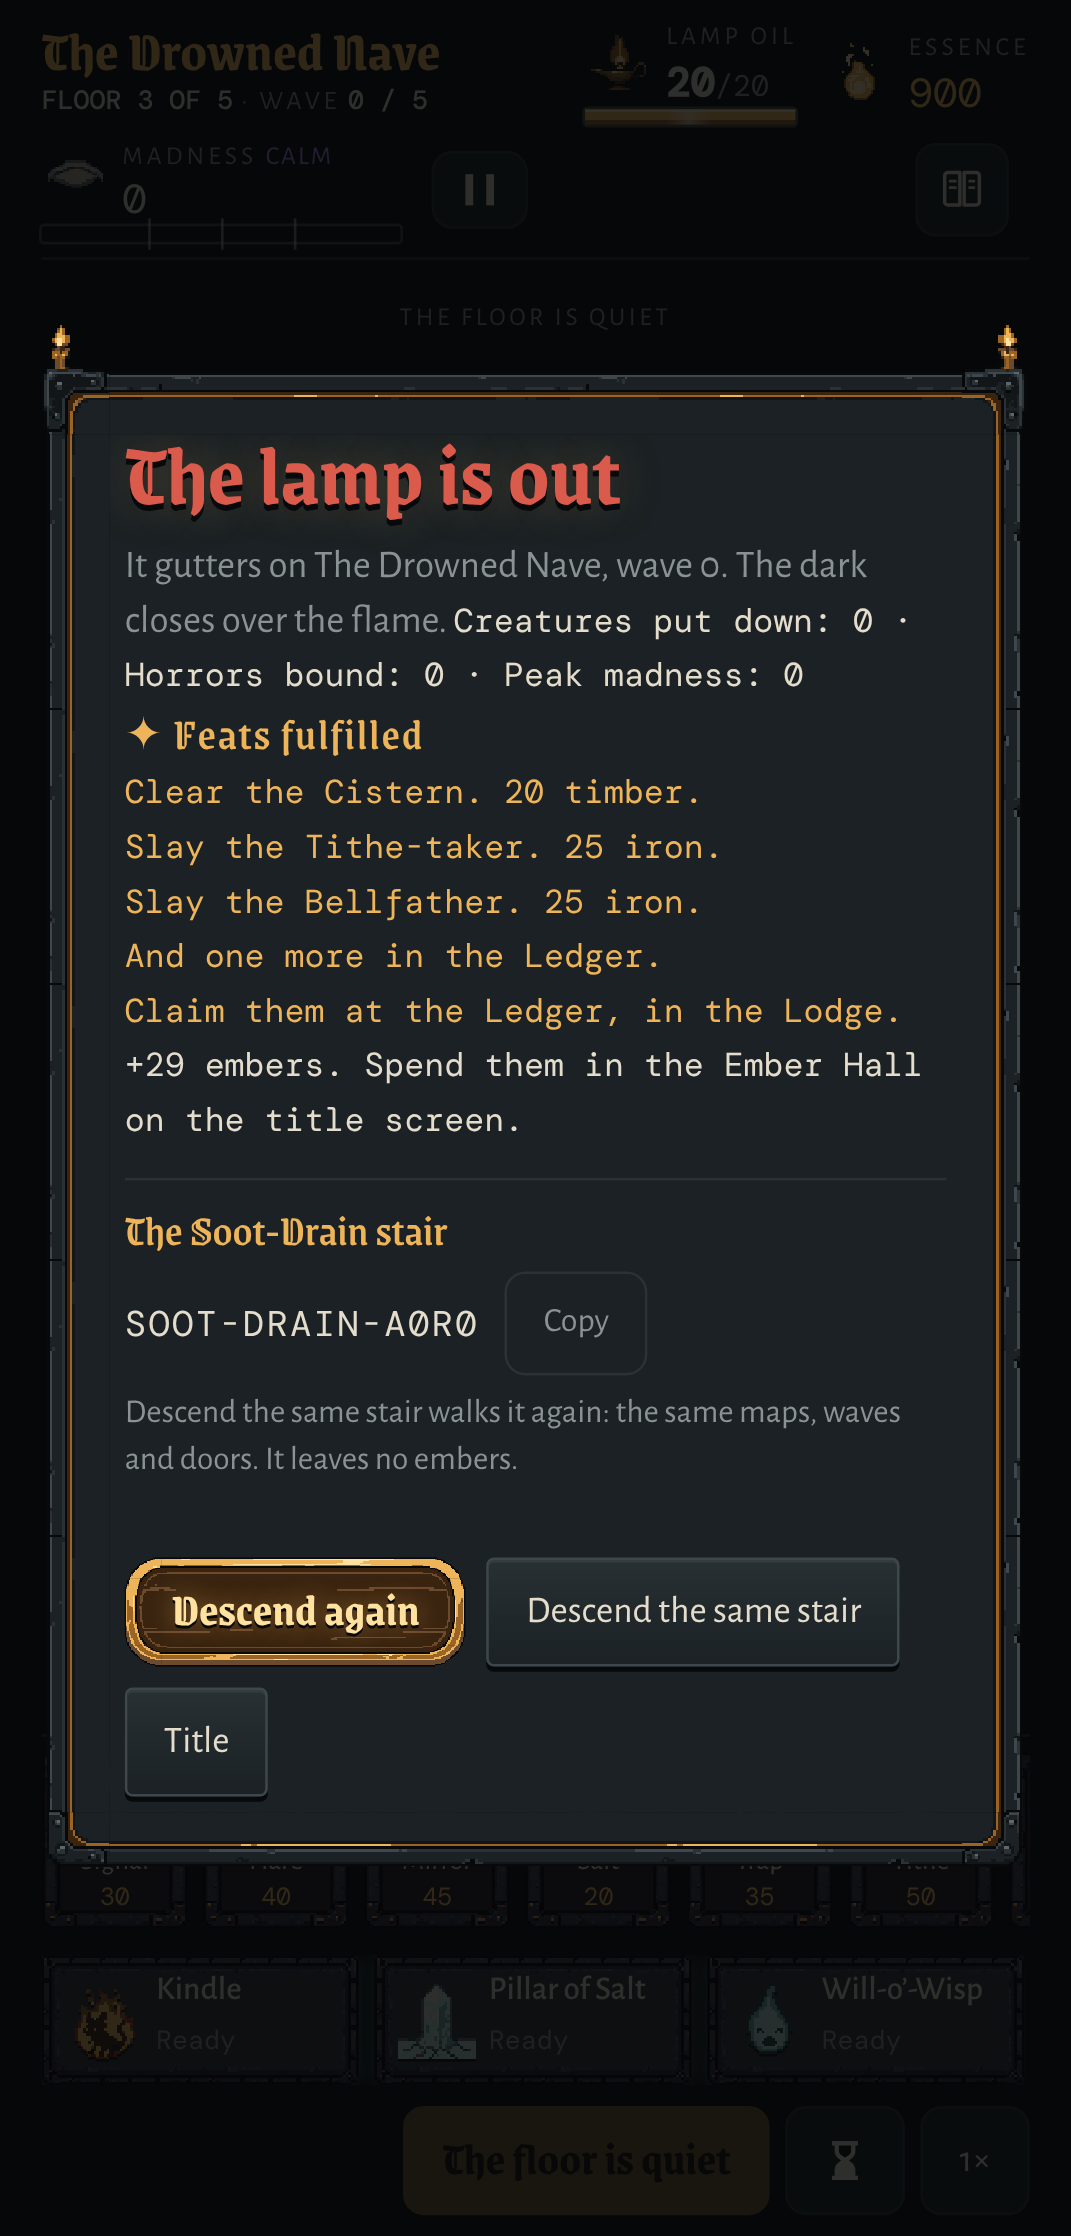 The Drowned Nave
FLOOR 3 OF 5 · WAVE 0 / 5
LAMP OIL
20/20
ESSENCE
900
MADNESS CALM
0
THE FLOOR IS QUIET
The lamp is out
It gutters on The Drowned Nave, wave 0. The dark
closes over the flame. Creatures put down: 0 ·
Horrors bound: 0 · Peak madness: 0
✦ Feats fulfilled
Clear the Cistern. 20 timber.
Slay the Tithe-taker. 25 iron.
Slay the Bellfather. 25 iron.
And one more in the Ledger.
Claim them at the Ledger, in the Lodge.
+29 embers. Spend them in the Ember Hall
on the title screen.
The Soot-Drain stair
SOOT-DRAIN-A0R0
Copy
Descend the same stair walks it again: the same maps, waves
and doors. It leaves no embers.
Descend again
Descend the same stair
Title
30
40
45
20
35
50
Kindle
Ready
Pillar of Salt
Ready
Will-o’-Wisp
Ready
The floor is quiet
1×